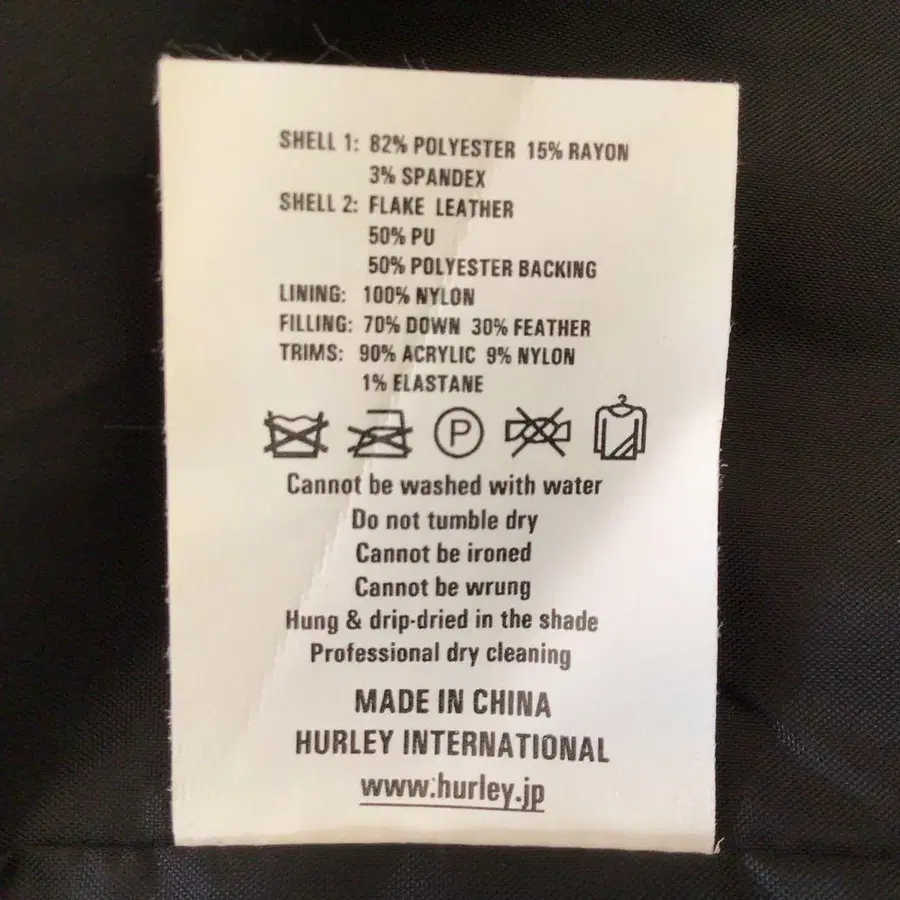 SHELL 1: 82% POLYESTER 15% RAYON
3% SPANDEX
SHELL 2: FLAKE LEATHER
50% PU
50% POLYESTER BACKING
LINING: 100% NYLON
FILLING: 70% DOWN 30% FEATHER
TRIMS: 90% ACRYLIC 9% NYLON
1% ELASTANE
P
Cannot be washed with water
Do not tumble dry
Cannot be ironed
Cannot be wrung
Hung & drip-dried in the shade
Professional dry cleaning
MADE IN CHINA
HURLEY INTERNATIONAL
www.hurley.jp